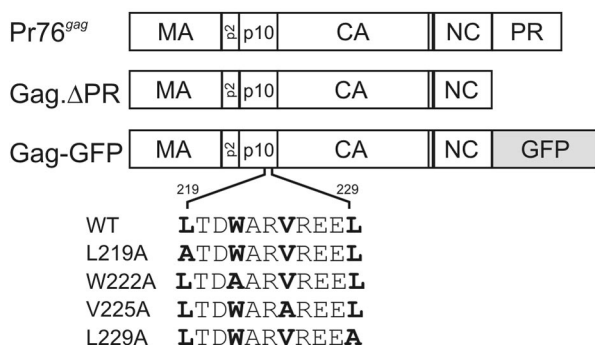 Pr76gag MA p2 p10 CA NC PR
Gag.ΔPR MA p2 p10 CA NC
Gag-GFP MA p2 p10 CA NC GFP
219 229
WT LTDWARVREEL
L219A ATDWARVREEL
W222A LTDAARVREEL
V225A LTDWARAREEL
L229A LTDWARVREEA